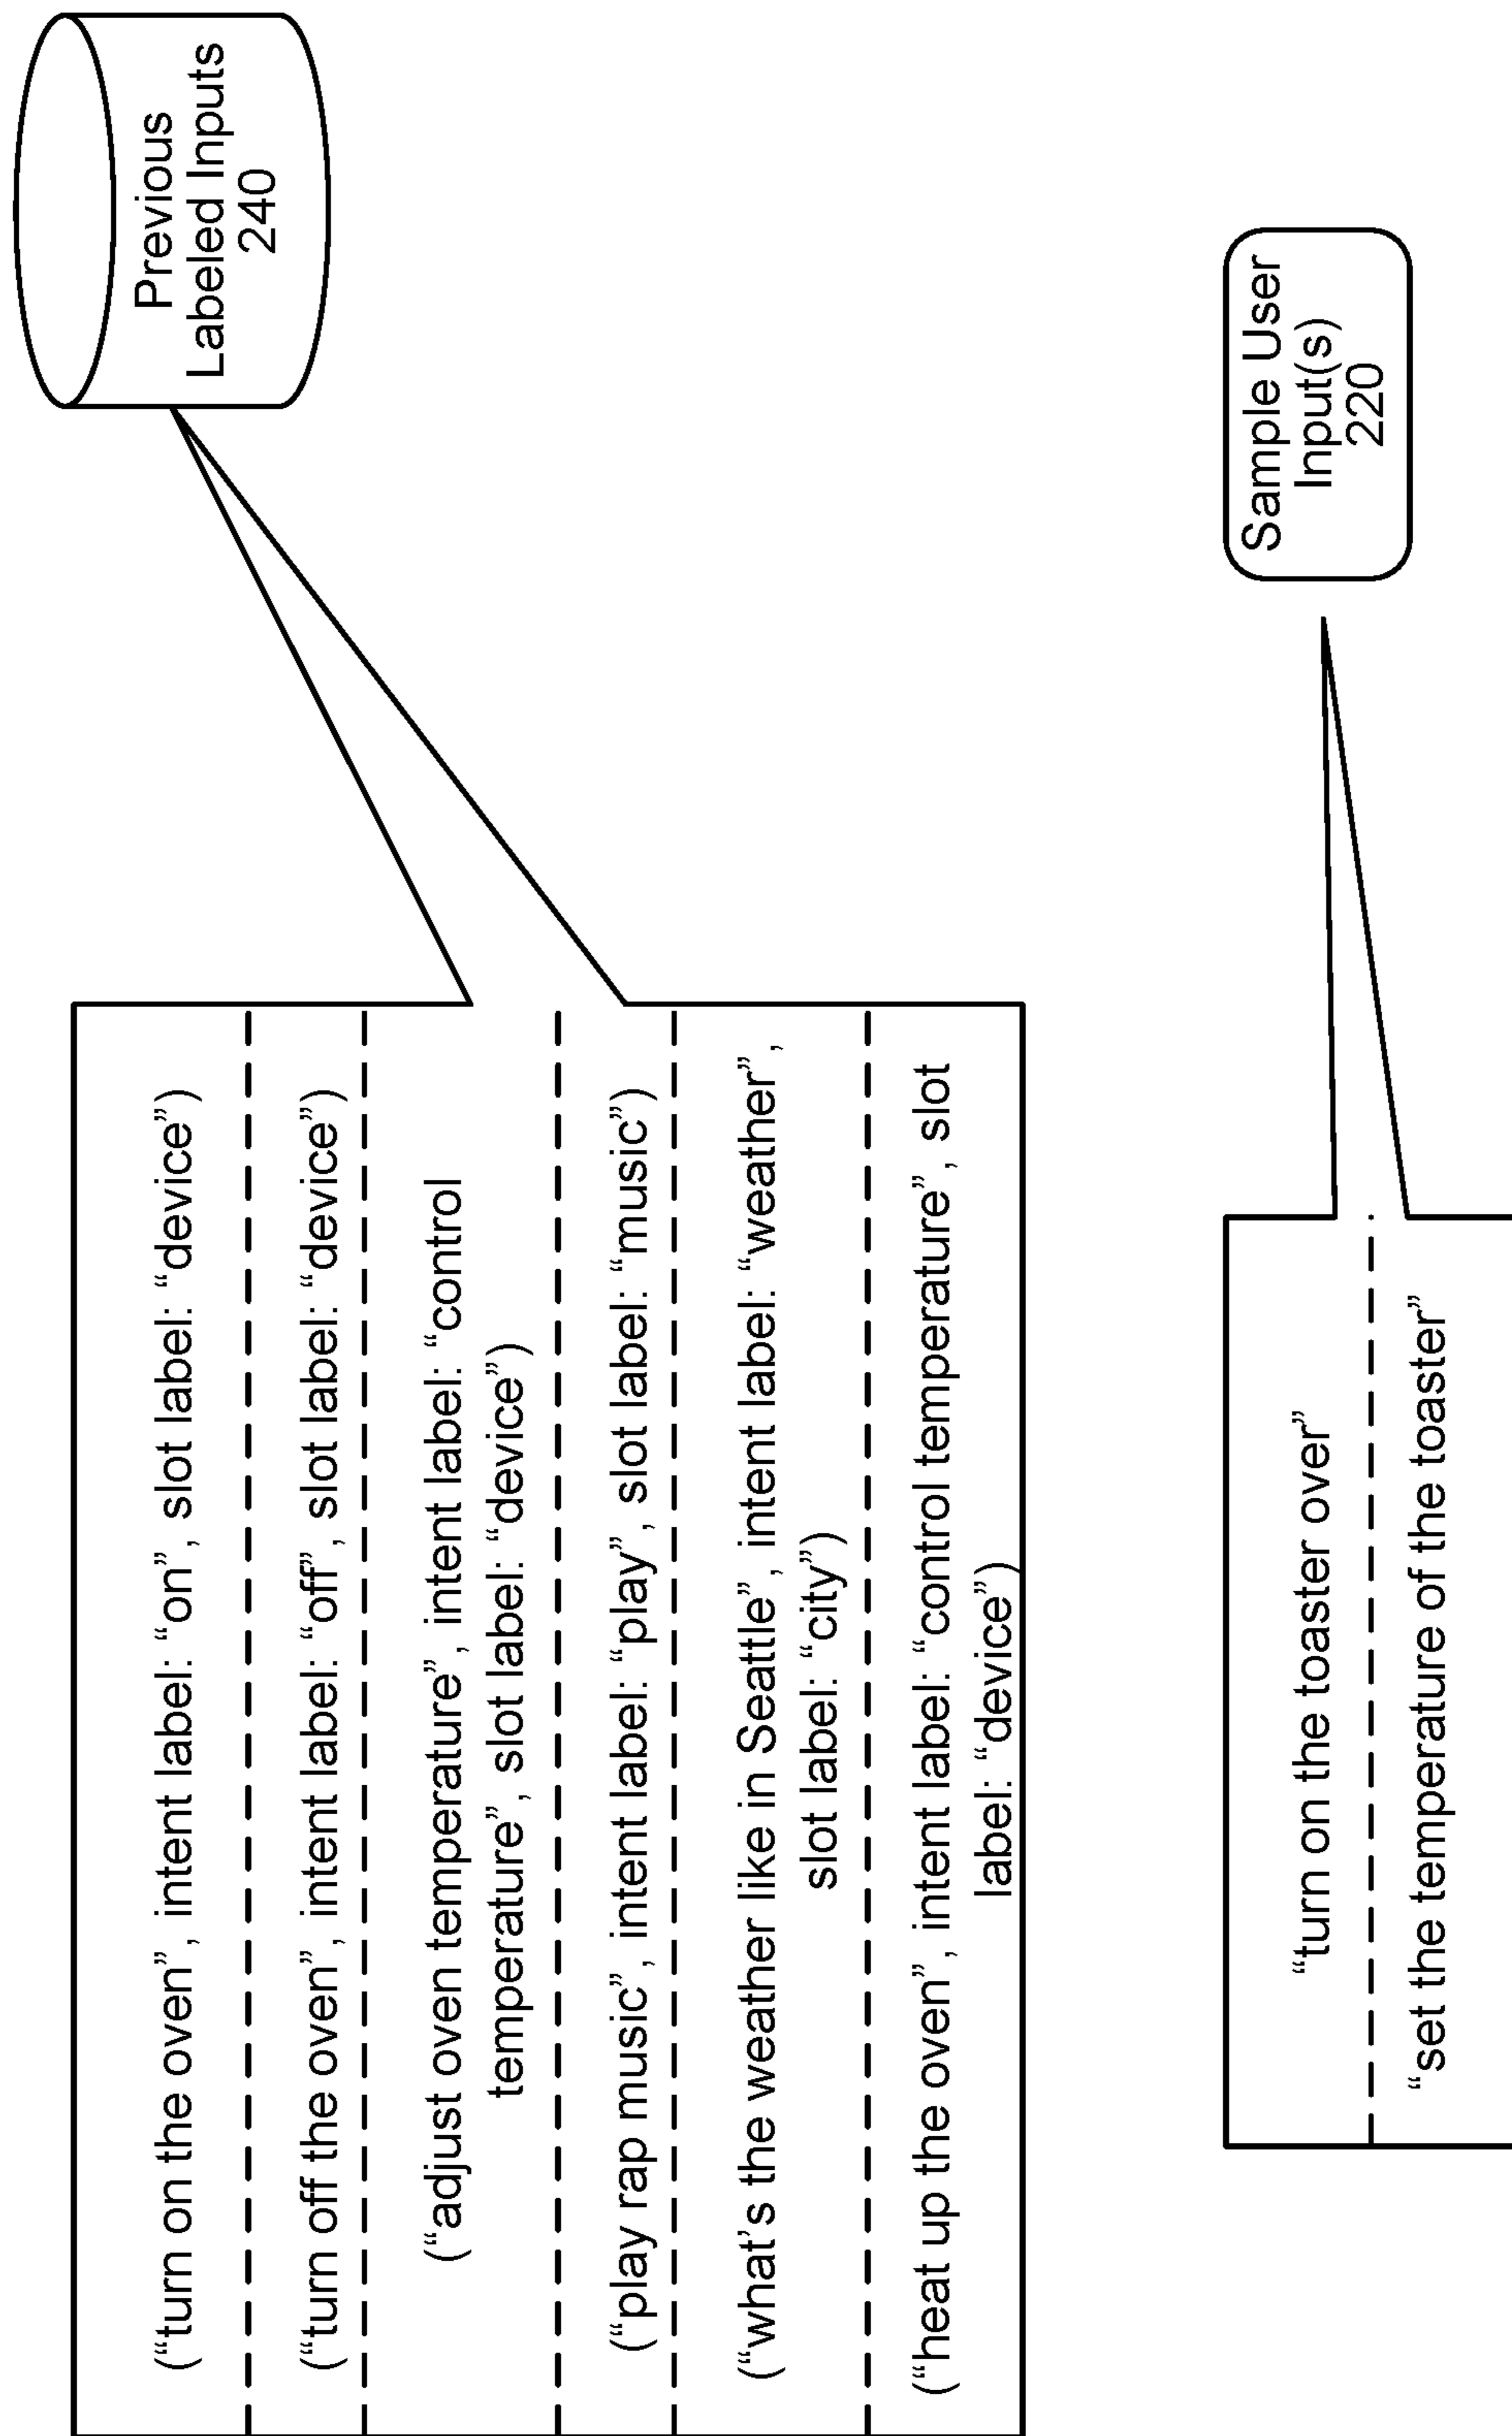 Previous
Labeled Inputs
240
(“turn on the oven”, intent label: “on”, slot label: “device”)
(“turn off the oven”, intent label: “off”, slot label: “device”)
(“adjust oven temperature”, intent label: “control
temperature”, slot label: “device”)
(“play rap music”, intent label: “play”, slot label: “music”)
(“what’s the weather like in Seattle”, intent label: “weather”,
slot label: “city”)
(“heat up the oven”, intent label: “control temperature”, slot
label: “device”)
Sample User
Input(s)
220
“turn on the toaster over”
“set the temperature of the toaster”